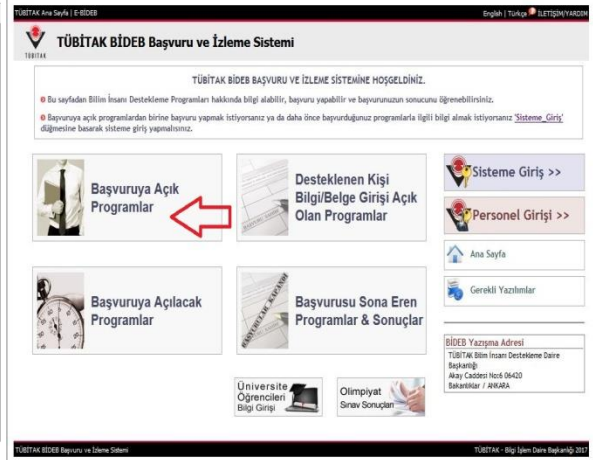 TÜBİTAK Ana Sayfa | E-BİDEB
English | Türkçe İLETİŞİM/YARDIM
TÜBİTAK
TÜBİTAK BİDEB Başvuru ve İzleme Sistemi
TÜBİTAK BİDEB BAŞVURU VE İZLEME SİSTEMİNE HOŞGELDİNİZ.
Bu sayfadan Bilim İnsanı Destekleme Programları hakkında bilgi alabilir, başvuru yapabilir ve başvurunuzun sonucunu öğrenebilirsiniz.
Başvuruya açık programlardan birine başvuru yapmak istiyorsanız ya da daha önce başvurduğunuz programlarla ilgili bilgi almak istiyorsanız 'Sisteme_Giriş'
düğmesine basarak sisteme giriş yapmalısınız.
Başvuruya Açık
Programlar
Desteklenen Kişi
Bilgi/Belge Girişi Açık
Olan Programlar
Başvuruya Açılacak
Programlar
Başvurusu Sona Eren
Programlar & Sonuçlar
Üniversite
Öğrencileri
Bilgi Girişi
Olimpiyat
Sınav Sonuçları
Sisteme Giriş >>
Personel Girişi >>
Ana Sayfa
Gerekli Yazılımlar
BİDEB Yazışma Adresi
TÜBİTAK Bilim İnsanı Destekleme Daire
Başkanlığı
Akay Caddesi No:6 06420
Bakanlıklar / ANKARA
TÜBİTAK BİDEB Başvuru ve İzleme Sistemi
TÜBİTAK - Bilgi İşlem Daire Başkanlığı 2017